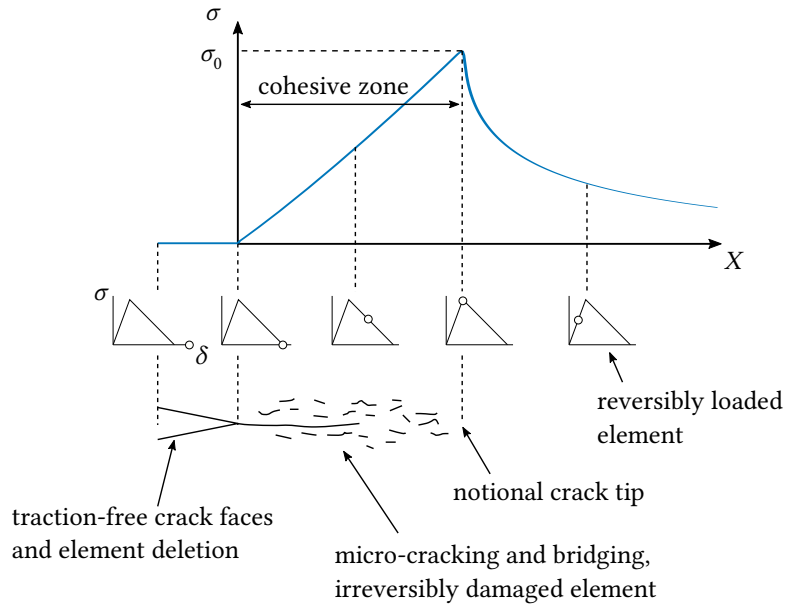 σ
σ₀
cohesive zone
X
σ
δ
reversibly loaded
element
notional crack tip
traction-free crack faces
and element deletion
micro-cracking and bridging,
irreversibly damaged element